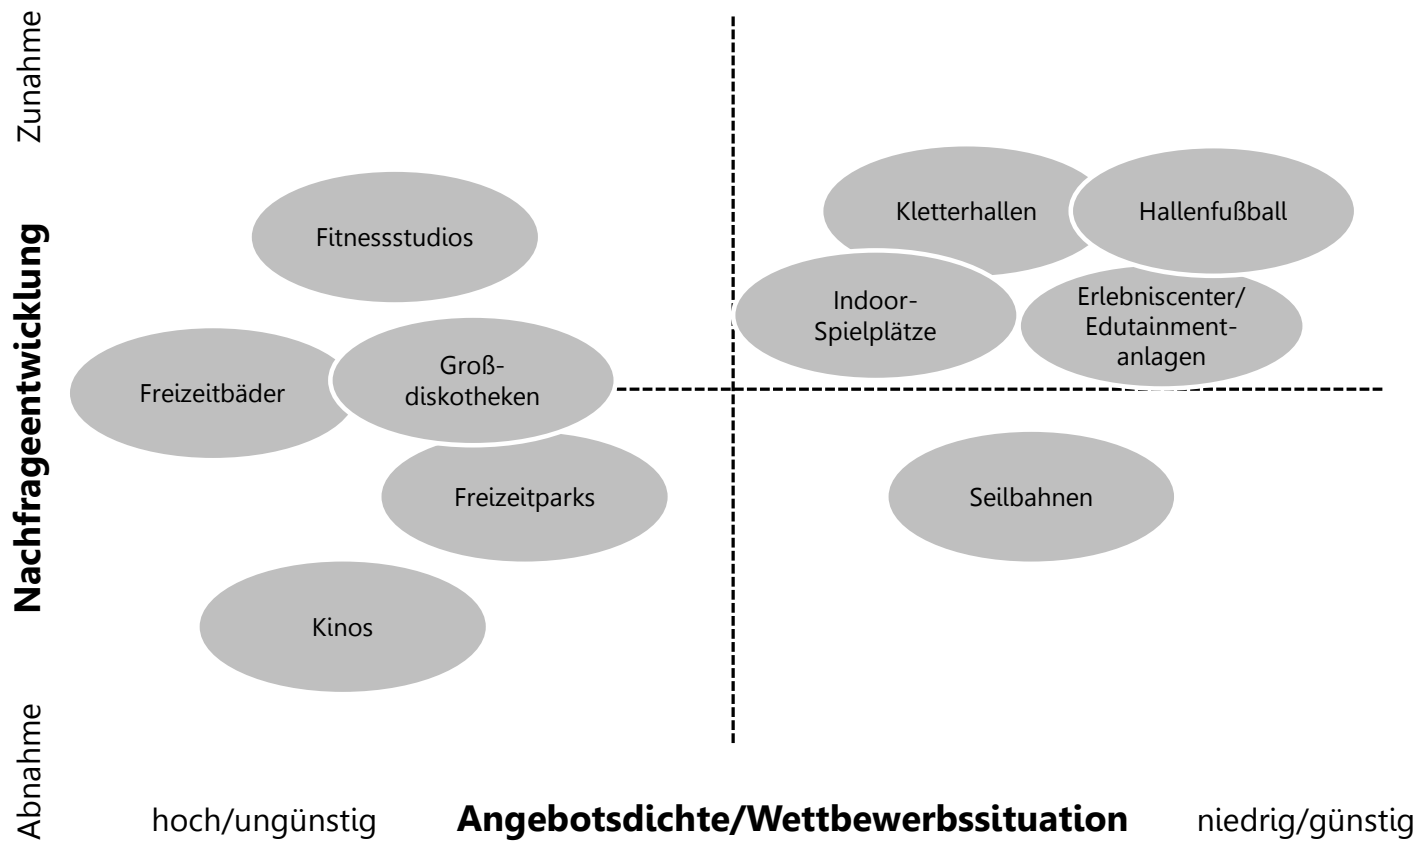 Zunahme
Nachfrageentwicklung
Abnahme
Fitnessstudios
Freizeitbäder
Groß-
diskotheken
Freizeitparks
Kinos
Kletterhallen
Hallenfußball
Indoor-
Spielplätze
Erlebniscenter/
Edutainment-
anlagen
Seilbahnen
hoch/ungünstig
Angebotsdichte/Wettbewerbssituation
niedrig/günstig